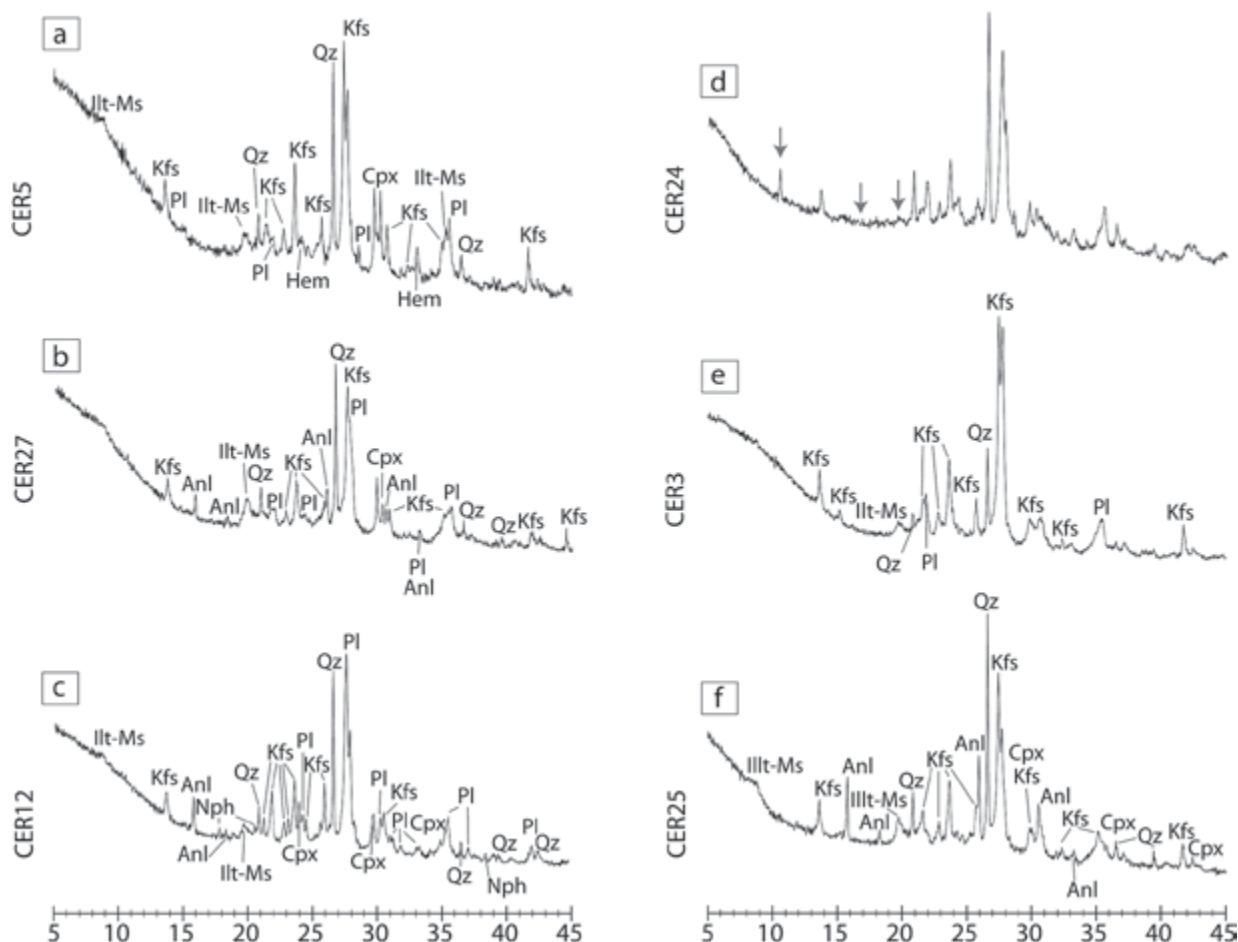 a
CER5
Ilt-Ms
Kfs
Pl
Ilt-Ms
Qz
Kfs
Pl
Kfs
Hem
Kfs
Qz
Kfs
Pl
Cpx
Kfs
Hem
Ilt-Ms
Pl
Qz
Kfs
b
CER27
Kfs
Anl
Anl
Ilt-Ms
Qz
Pl
Kfs
Pl
Anl
Qz
Kfs
Pl
Cpx
Anl
Kfs
Pl
Anl
Pl
Qz
Qz
Kfs
Kfs
c
CER12
Ilt-Ms
Kfs
Anl
Nph
Anl
Ilt-Ms
Qz
Kfs
Cpx
Pl
Kfs
Qz
Pl
Cpx
Pl
Kfs
Pl
Cpx
Pl
Qz
Nph
Qz
Pl
Qz
5 10 15 20 25 30 35 40 45
d
CER24
e
CER3
Kfs
Kfs
Ilt-Ms
Qz
Kfs
Pl
Kfs
Qz
Kfs
Kfs
Kfs
Pl
Kfs
f
CER25
Illt-Ms
Kfs
Anl
Anl
Illt-Ms
Qz
Kfs
Anl
Qz
Kfs
Cpx
Kfs
Anl
Kfs
Anl
Cpx
Qz
Kfs
Cpx
5 10 15 20 25 30 35 40 45